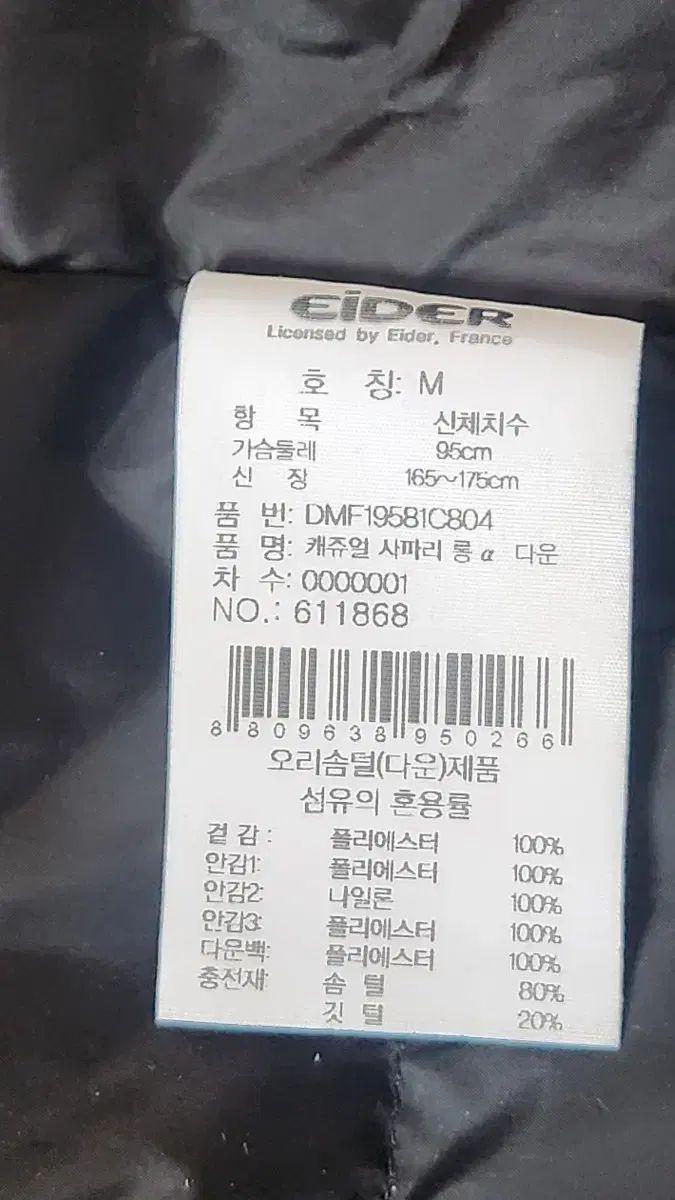 EiDER
Licensed by Eider, France
호 칭: M
항 목 신체치수
가슴둘레 95cm
신 장 165~175cm
품 번: DMF19581C804
품 명: 캐쥬얼 사파리 롱 α 다운
차 수: 0000001
NO.: 611868
8 809638 950266
오리솜털(다운)제품
섬유의 혼용률
겉감: 폴리에스터 100%
안감1: 폴리에스터 100%
안감2: 나일론 100%
안감3: 폴리에스터 100%
다운백: 폴리에스터 100%
충전재: 솜 털 80%
깃 털 20%